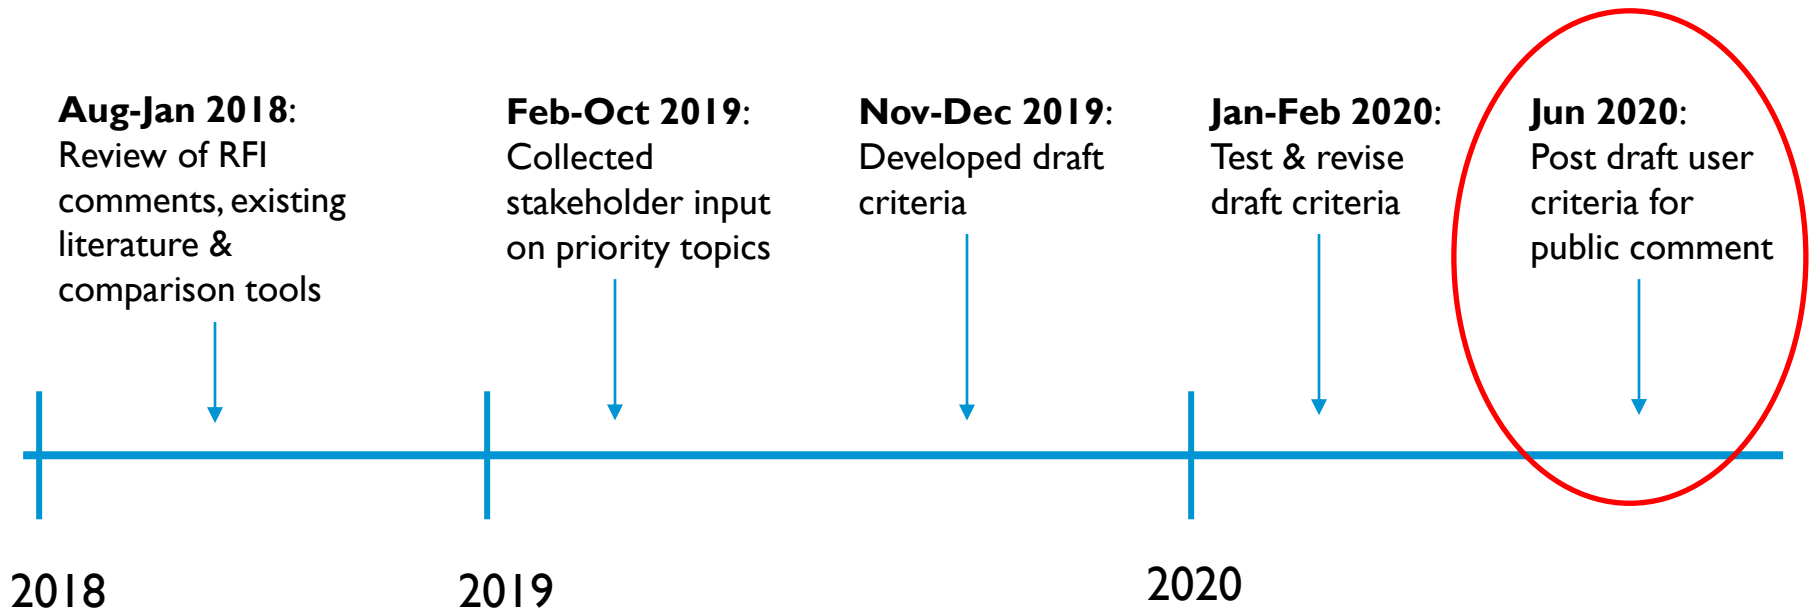 Aug-Jan 2018:
Review of RFI
comments, existing
literature &
comparison tools
Feb-Oct 2019:
Collected
stakeholder input
on priority topics
Nov-Dec 2019:
Developed draft
criteria
Jan-Feb 2020:
Test & revise
draft criteria
Jun 2020:
Post draft user
criteria for
public comment
2018
2019
2020